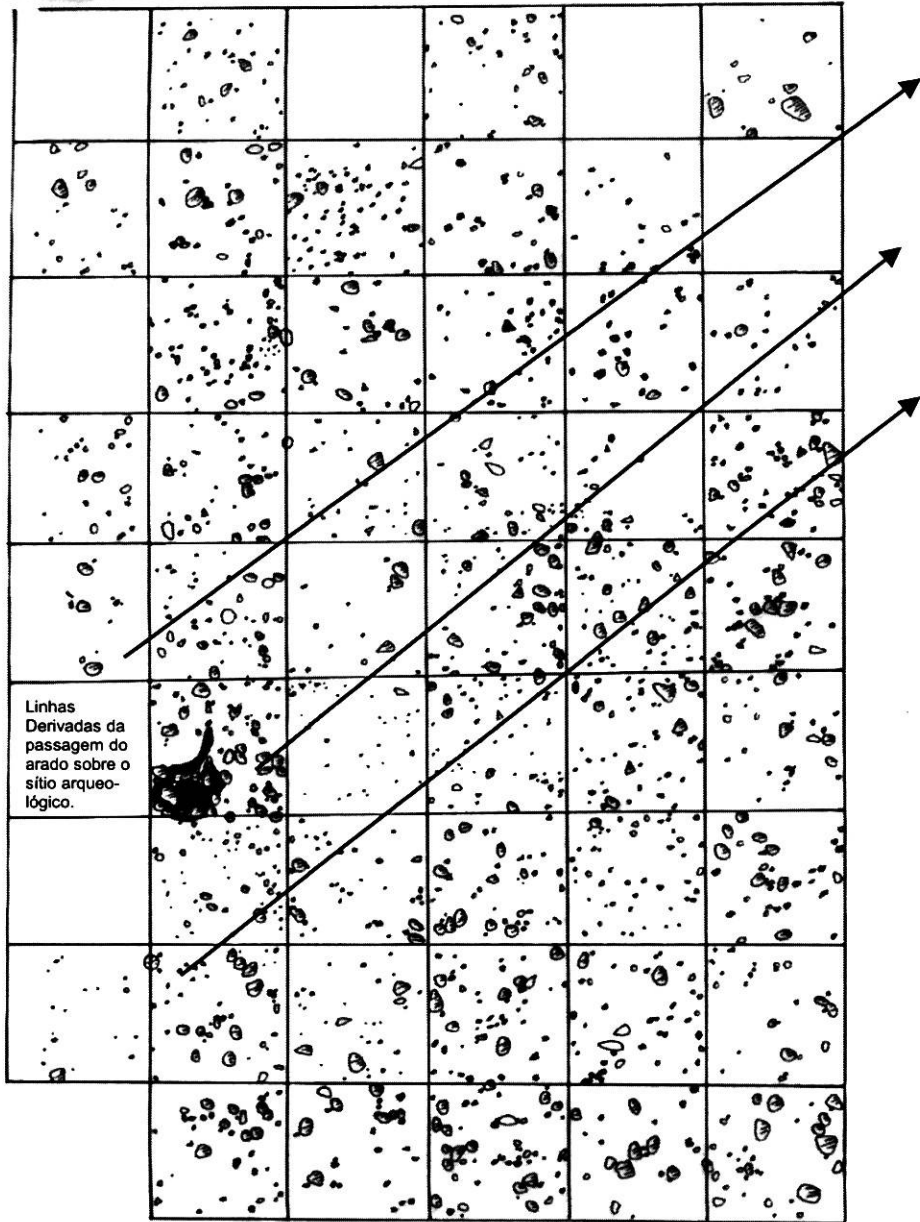 Linhas
Derivadas da
passagem do
arado sobre o
sítio arqueo-
lógico.